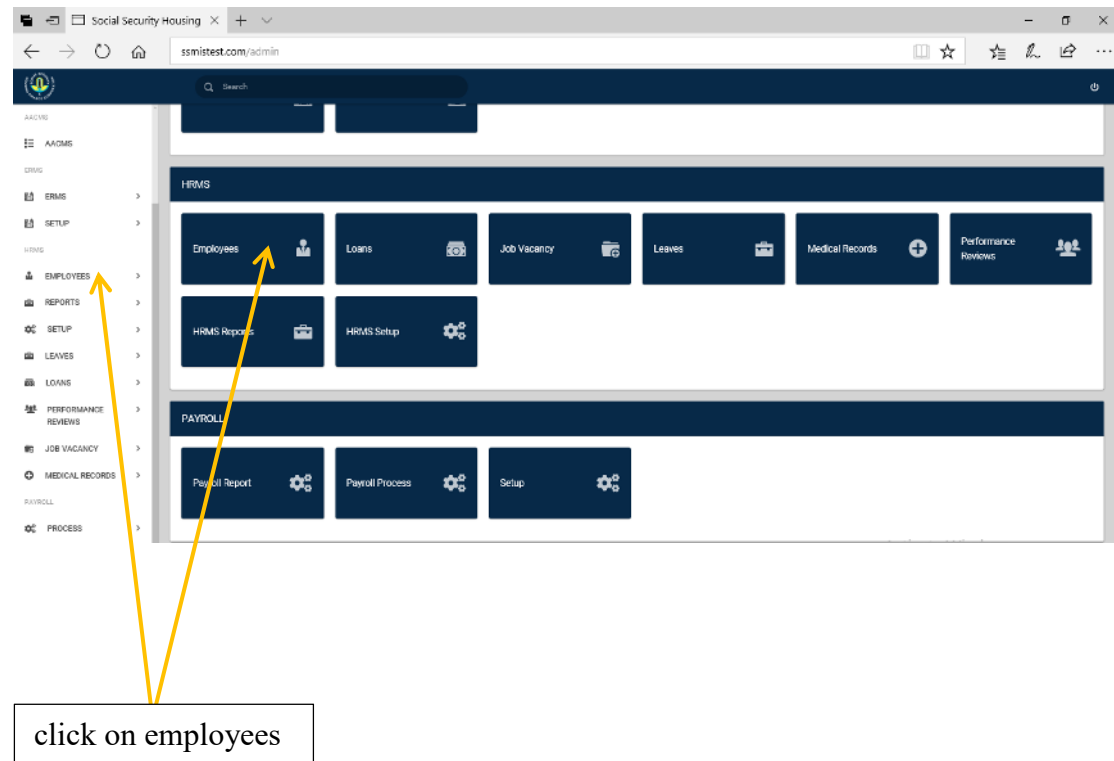 Social Security Housing
ssmistest.com/admin
Search
AACMS
AACMS
ERMS
ERMS
SETUP
HRMS
EMPLOYEES
REPORTS
SETUP
LEAVES
LOANS
PERFORMANCE
REVIEWS
JOB VACANCY
MEDICAL RECORDS
PAYROLL
PROCESS
HRMS
Employees
Loans
Job Vacancy
Leaves
Medical Records
Performance
Reviews
HRMS Reports
HRMS Setup
PAYROLL
Payroll Report
Payroll Process
Setup
click on employees